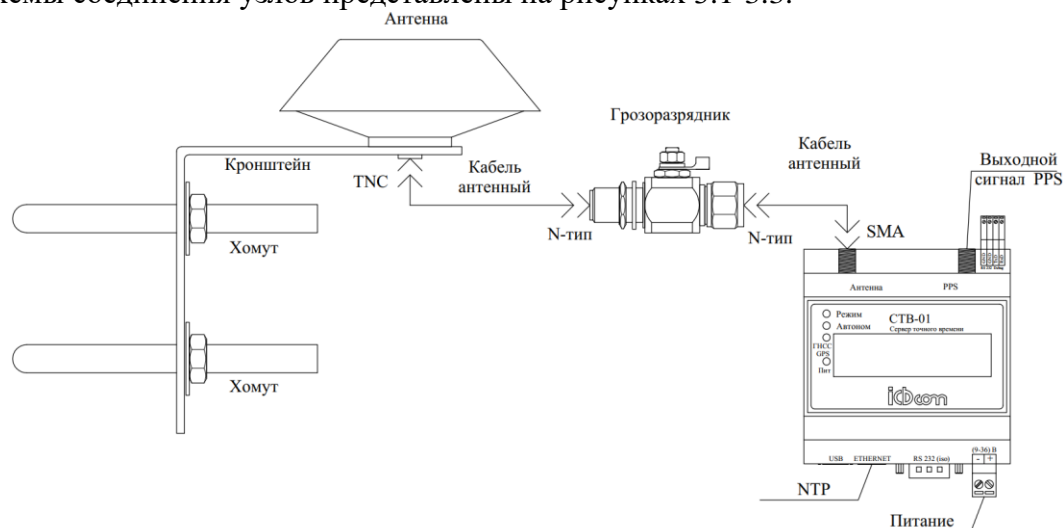 емы соединения узлов представлены на рисунках 3.1-3.3.
Антенна
Грозоразрядник
Кабель
антенный
Выходной
сигнал PPS
Кронштейн
TNC
Кабель
антенный
N-тип
N-тип
SMA
Хомут
Антенна
PPS
Режим
СТВ-01
Автоном
Сервер точного времени
ГНСС
GPS
Пит
Хомут
icbcom
USB
ETHERNET
RS 232 (iso)
(9-36) В
- +
NTP
Питание